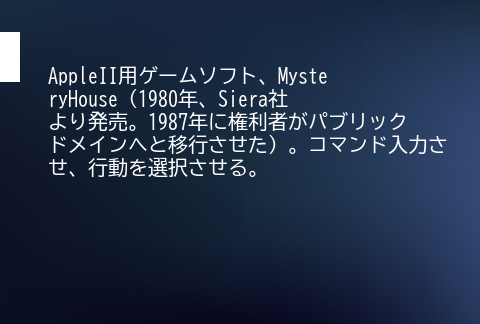 AppleII用ゲームソフト、Myste
ryHouse（1980年、Siera社
より発売。1987年に権利者がパブリック
ドメインへと移行させた）。コマンド入力さ
せ、行動を選択させる。